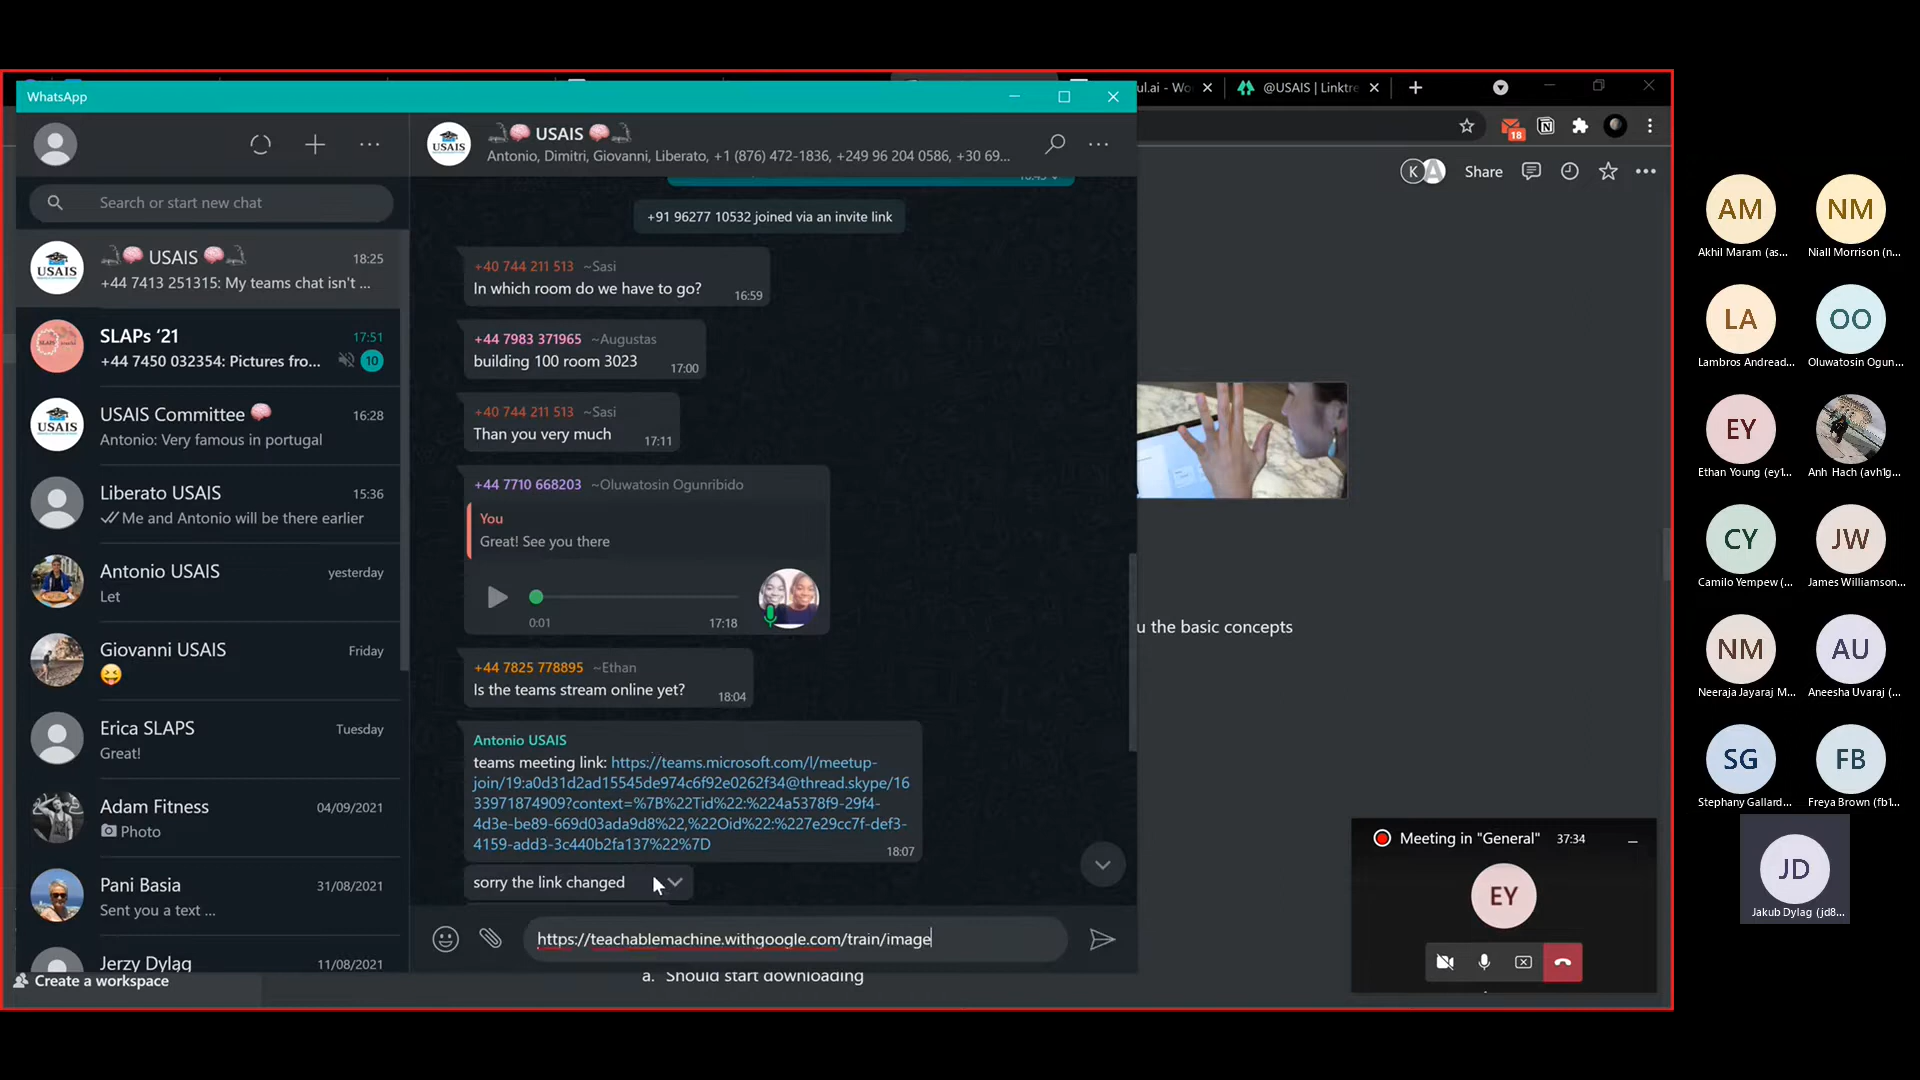 WhatsApp
ul.ai - Wo
@USAIS | Linktre
18
Search or start new chat
USAIS
18:25
+44 7413 251315: My teams chat isn't ...
SLAPs '21
17:51
+44 7450 032354: Pictures fro...
10
USAIS Committee
16:28
Antonio: Very famous in portugal
Liberato USAIS
15:36
Me and Antonio will be there earlier
Antonio USAIS
yesterday
Let
Giovanni USAIS
Friday
Erica SLAPS
Tuesday
Great!
Adam Fitness
04/09/2021
Photo
Pani Basia
31/08/2021
Sent you a text ...
Jerzy Dylag
11/08/2021
Create a workspace
USAIS
USAIS
Antonio, Dimitri, Giovanni, Liberato, +1 (876) 472-1836, +249 96 204 0586, +30 69...
+91 96277 10532 joined via an invite link
+40 744 211 513 ~Sasi
In which room do we have to go?
16:59
+44 7983 371965 ~Augustas
building 100 room 3023
17:00
+40 744 211 513 ~Sasi
Than you very much
17:11
+44 7710 668203 ~Oluwatosin Ogunribido
You
Great! See you there
0:01
17:18
+44 7825 778895 ~Ethan
Is the teams stream online yet?
18:04
Antonio USAIS
teams meeting link: https://teams.microsoft.com/l/meetup-
join/19:a0d31d2ad15545de974c6f92e0262f34@thread.skype/16
33971874909?context=%7B%22Tid%22:%224a5378f9-29f4-
4d3e-be89-669d03ada9d8%22,%22Oid%22:%227e29cc7f-def3-
4159-add3-3c440b2fa137%22%7D
18:07
sorry the link changed
https://teachablemachine.withgoogle.com/train/image
K A Share
u the basic concepts
a. Should start downloading
Meeting in "General" 37:34
EY
AM
Akhil Maram (as...
NM
Niall Morrison (n...
LA
Lambros Andread...
OO
Oluwatosin Ogun...
EY
Ethan Young (ey1...
Anh Hach (avh1g...
CY
Camilo Yempew (...
JW
James Williamson...
NM
Neeraja Jayaraj M...
AU
Aneesha Uvaraj (...
SG
Stephany Gallard...
FB
Freya Brown (fb1...
JD
Jakub Dylag (jd8...